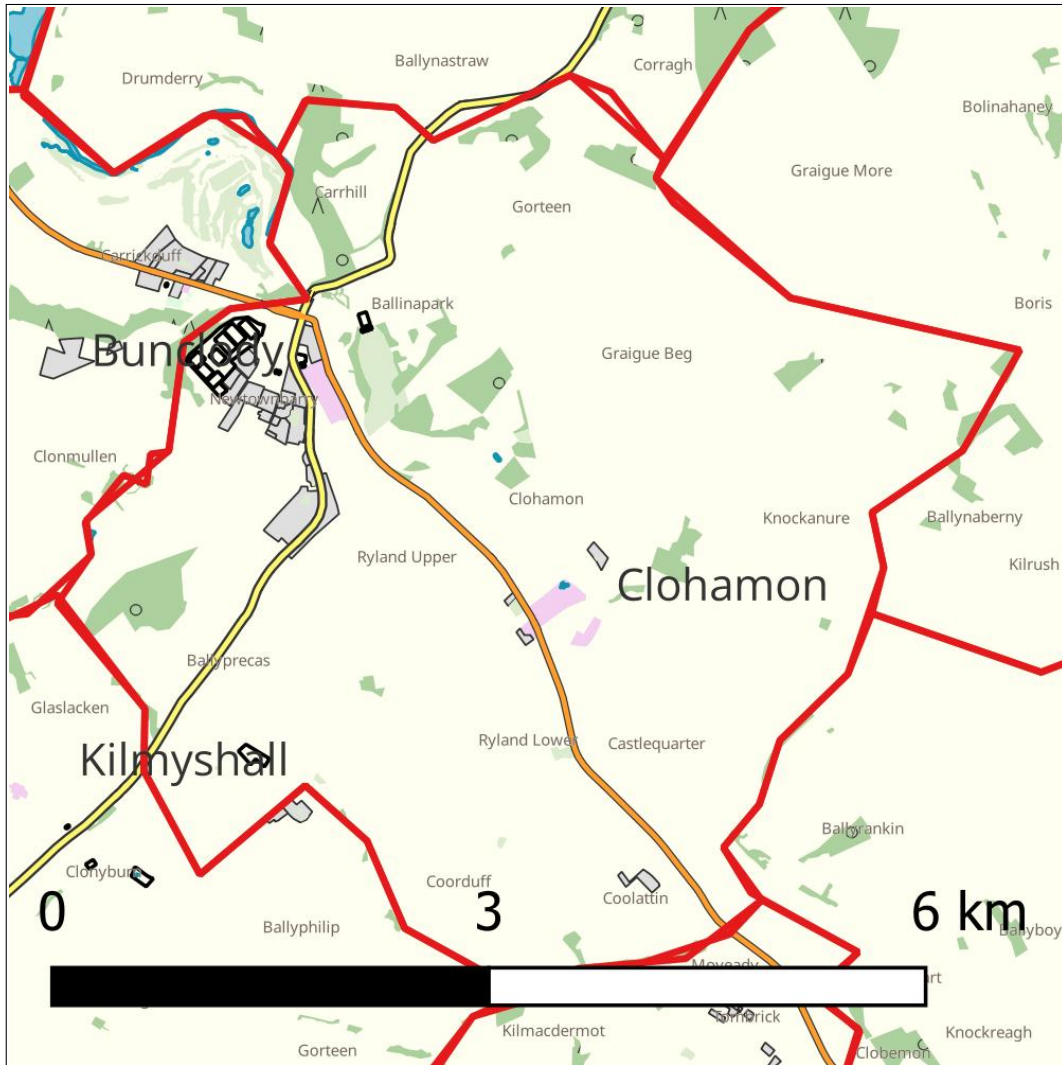 Ballynastraw
Corragh
Drumderry
Bolinahaney
Graigue More
Carrhill
Gorteen
Carrickduff
Ballinapark
Boris
Bunclody
Graigue Beg
Newtownbarry
Clonmullen
Clohamon
Knockanure
Ballynaberny
Ryland Upper
Kilrush
Clohamon
Ballyprecas
Glaslacken
Ryland Lower
Castlequarter
Kilmyshall
Ballyrankin
Clonyburn
Coorduff
Coolattin
0
3
6 km
Ballyphilip
Moyeady
Tombrick
Kilmacdermot
Knockreagh
Gorteen
Clobemon